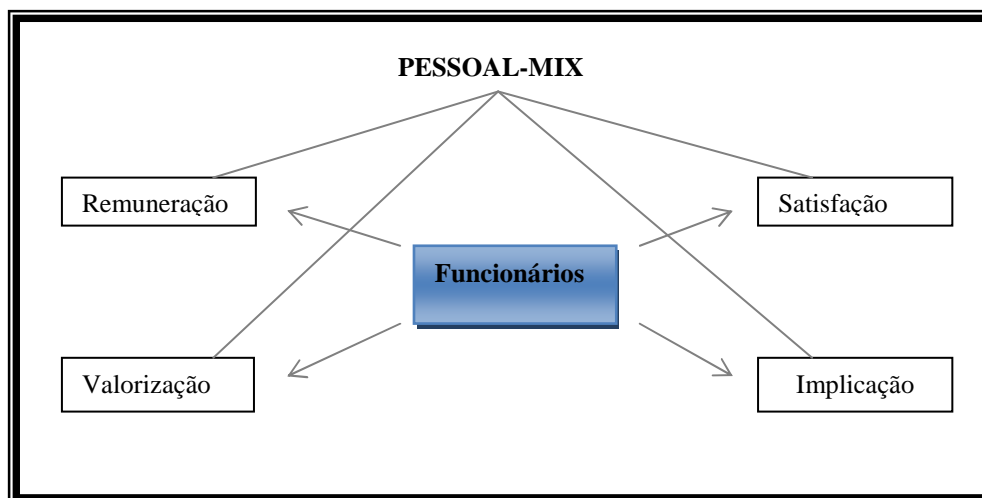 PESSOAL-MIX
Remuneração
Satisfação
Funcionários
Valorização
Implicação